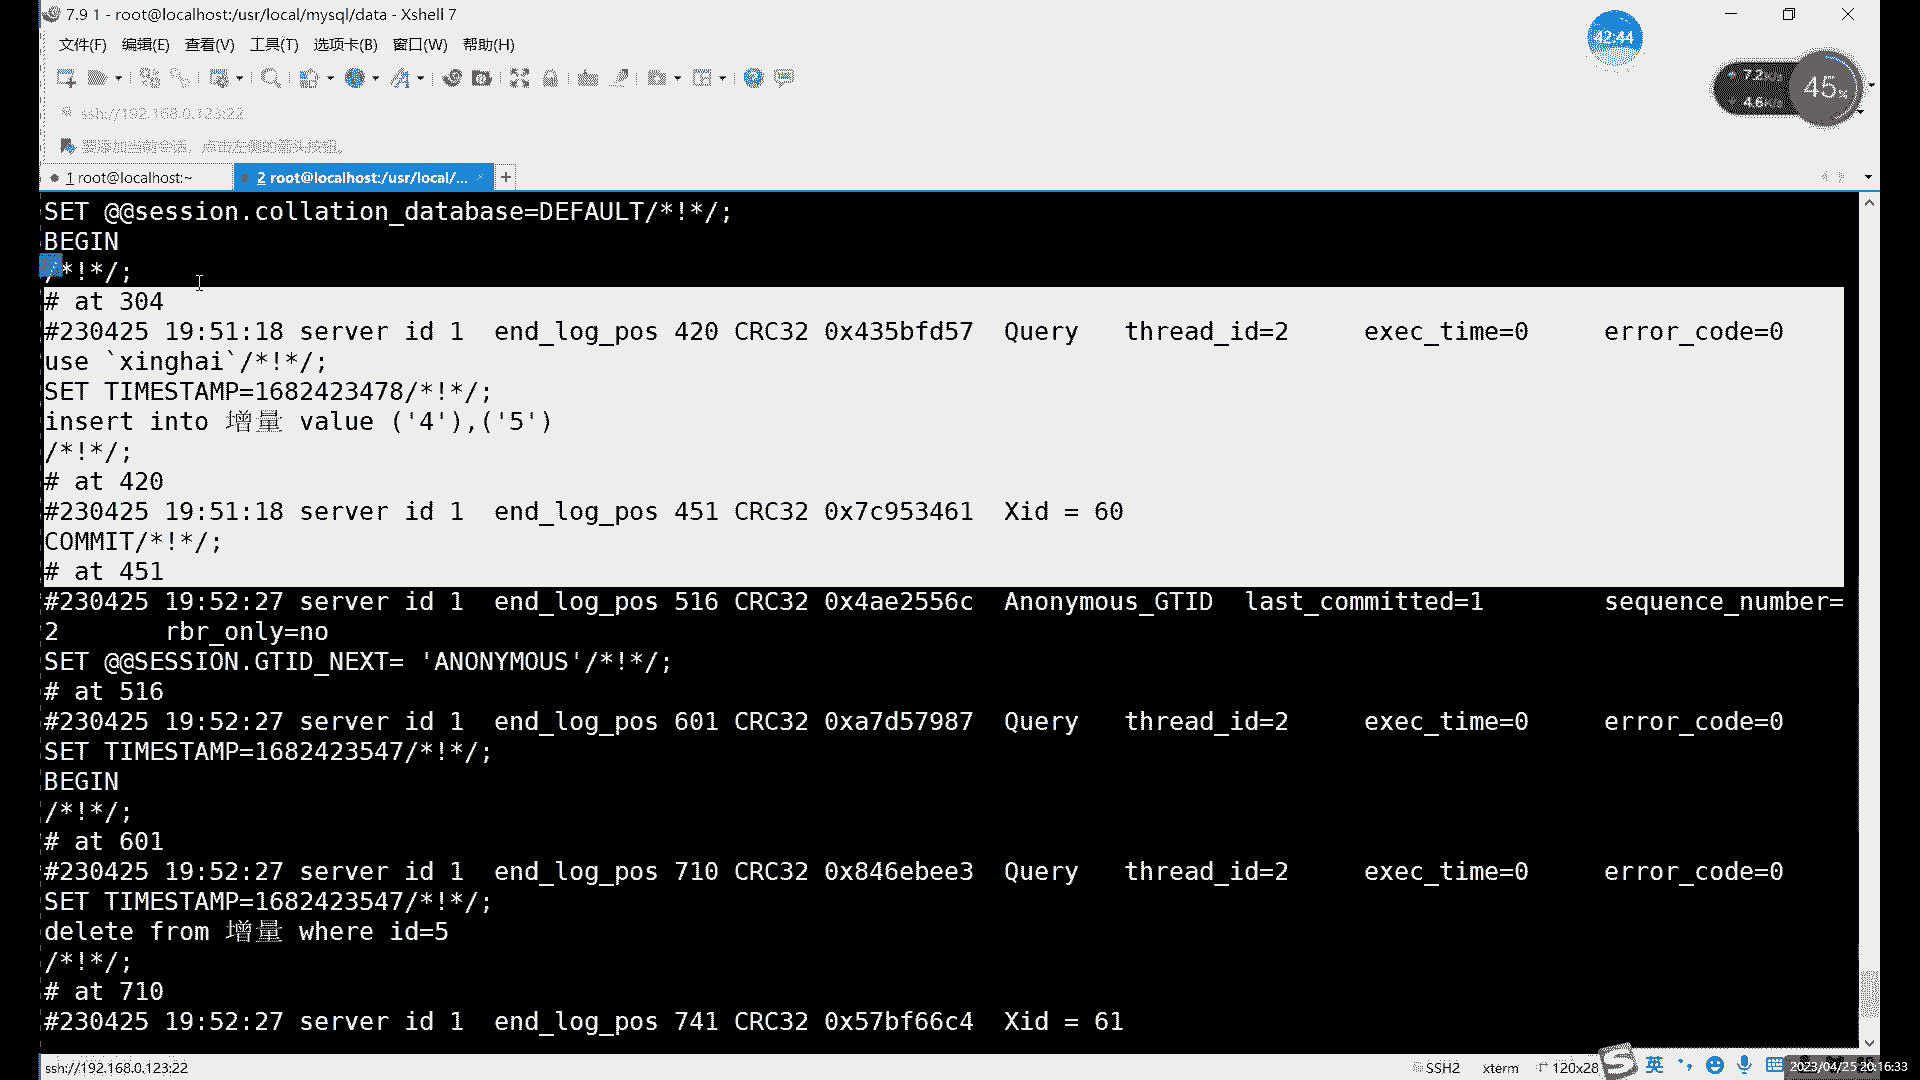 7.9 1 - root@localhost:/usr/local/mysql/data - Xshell 7
文件(F) 编辑(E) 查看(V) 工具(T) 选项卡(B) 窗口(W) 帮助(H)
42:44
7.2K/s
4.6K/s
45%
ssh://192.168.0.123:22
要添加当前会话，点击左侧的箭头按钮。
1 root@localhost:~
2 root@localhost:/usr/local/...
SET @@session.collation_database=DEFAULT/*!*/;
BEGIN
/*!*/;
# at 304
#230425 19:51:18 server id 1  end_log_pos 420 CRC32 0x435bfd57  Query   thread_id=2     exec_time=0     error_code=0
use `xinghai`/*!*/;
SET TIMESTAMP=1682423478/*!*/;
insert into 增量 value ('4'),('5')
/*!*/;
# at 420
#230425 19:51:18 server id 1  end_log_pos 451 CRC32 0x7c953461  Xid = 60
COMMIT/*!*/;
# at 451
#230425 19:52:27 server id 1  end_log_pos 516 CRC32 0x4ae2556c  Anonymous_GTID  last_committed=1        sequence_number=
2       rbr_only=no
SET @@SESSION.GTID_NEXT= 'ANONYMOUS'/*!*/;
# at 516
#230425 19:52:27 server id 1  end_log_pos 601 CRC32 0xa7d57987  Query   thread_id=2     exec_time=0     error_code=0
SET TIMESTAMP=1682423547/*!*/;
BEGIN
/*!*/;
# at 601
#230425 19:52:27 server id 1  end_log_pos 710 CRC32 0x846ebee3  Query   thread_id=2     exec_time=0     error_code=0
SET TIMESTAMP=1682423547/*!*/;
delete from 增量 where id=5
/*!*/;
# at 710
#230425 19:52:27 server id 1  end_log_pos 741 CRC32 0x57bf66c4  Xid = 61
ssh://192.168.0.123:22
SSH2 xterm 120x28
英
2023/04/25 20:16:33